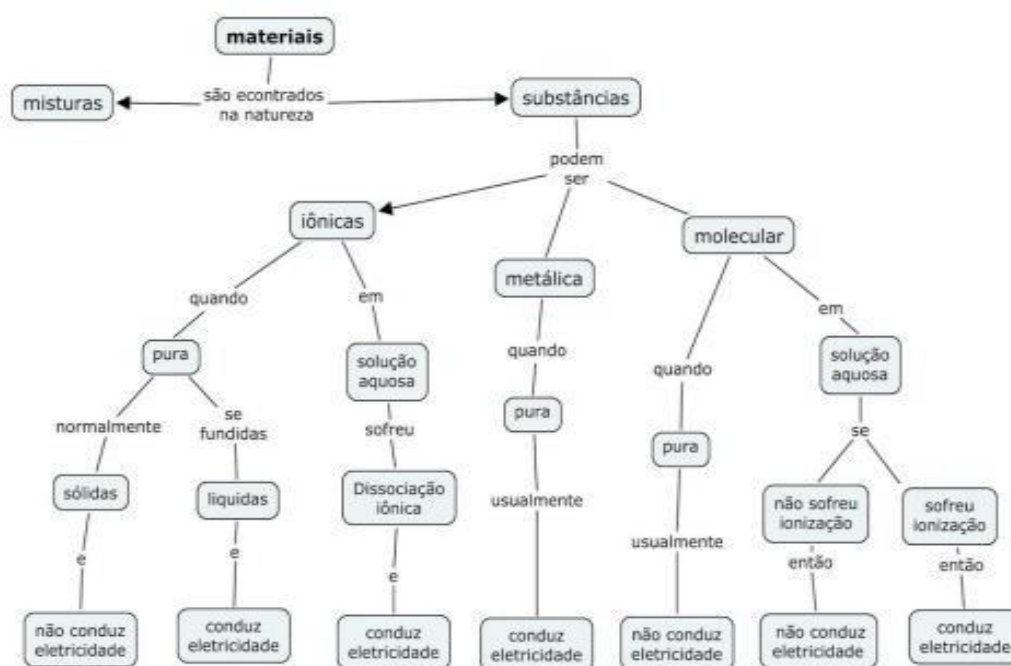 materiais
são econtrados
na natureza
misturas
substâncias
podem
ser
iônicas
metálica
molecular
quando
em
quando
quando
em
pura
solução
aquosa
pura
pura
solução
aquosa
normalmente
se
fundidas
sofreu
usualmente
usualmente
se
sólidas
liquidas
Dissociação
iônica
não sofreu
ionização
sofreu
ionização
e
e
e
então
então
não conduz
eletricidade
conduz
eletricidade
conduz
eletricidade
conduz
eletricidade
não conduz
eletricidade
não conduz
eletricidade
conduz
eletricidade